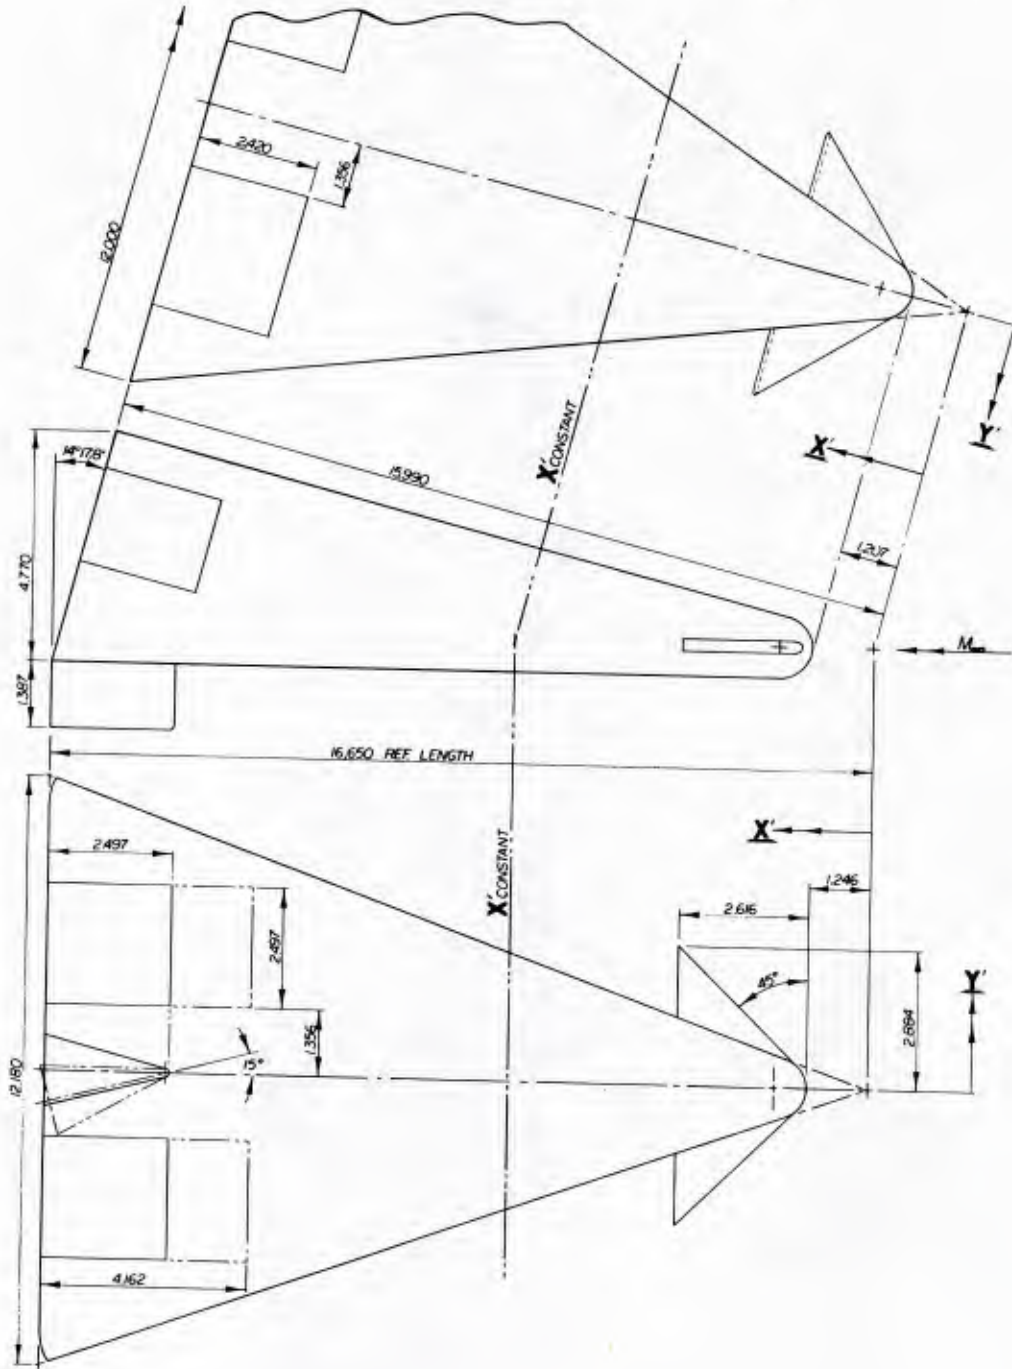 2.420
1.356
12.000
X' CONSTANT
X'
Y'
14°17.8'
15.990
4.770
1.207
M∞
1.387
16,650 REF. LENGTH
X'
X' CONSTANT
2.497
1.246
2.616
2.497
45°
Y'
2.884
1.356
15°
12.180
4.162